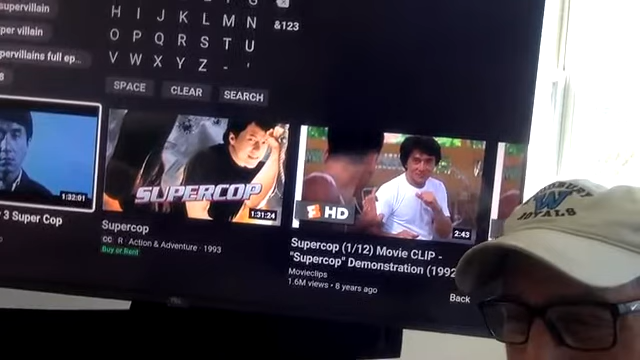 supervillain
per villain
pervillains full ep...
H I J K L M N
O P Q R S T U
V W X Y Z - '
&123
SPACE CLEAR SEARCH
1:32:01
3 Super Cop
SUPERCOP
1:31:24
Supercop
CC R · Action & Adventure · 1993
Buy or Rent
HD
2:43
Supercop (1/12) Movie CLIP -
"Supercop" Demonstration (1992
Movieclips
1.6M views • 8 years ago
Back
W
ROYALS